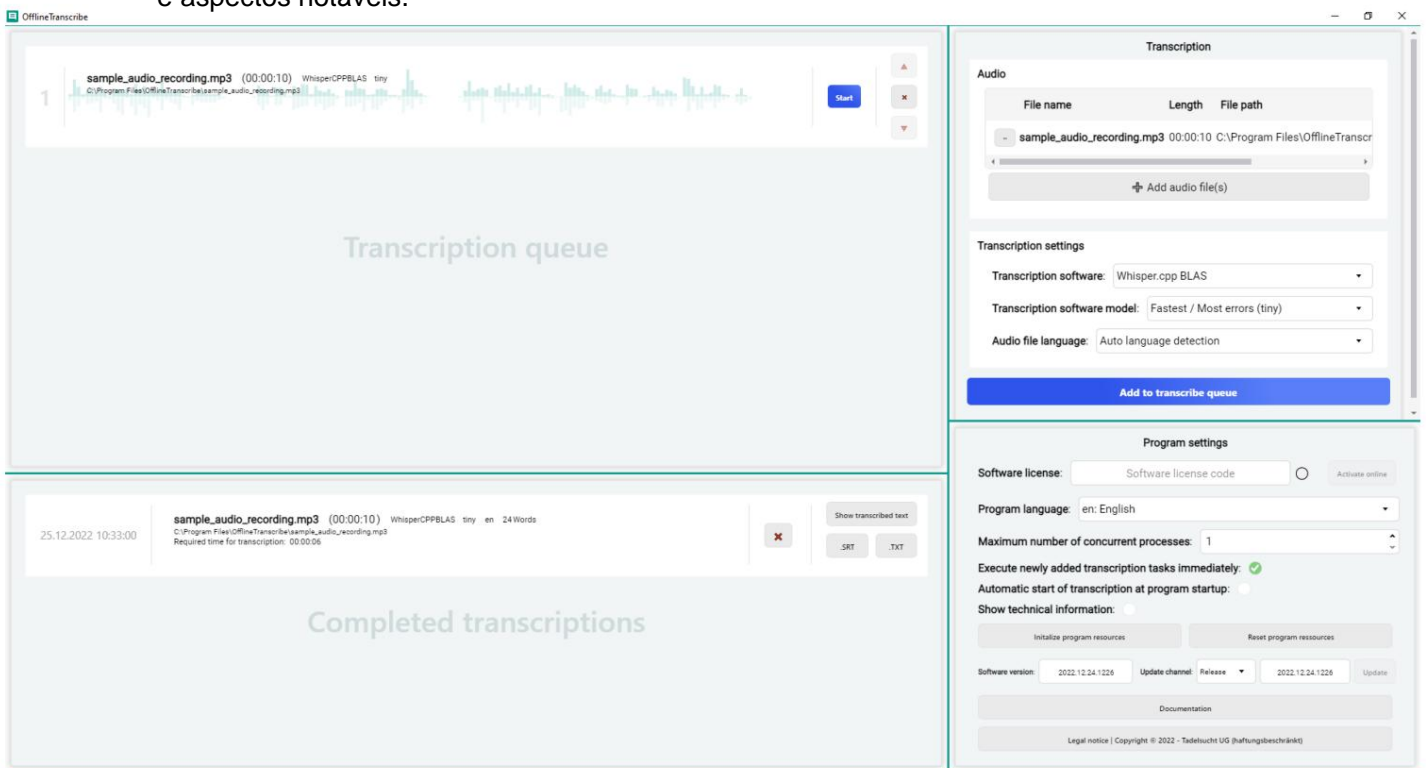 e aspectos notáveis.
OfflineTranscribe
1
sample_audio_recording.mp3 (00:00:10) WhisperCPPBLAS tiny
C:\Program Files\OfflineTranscribe\sample_audio_recording.mp3
Start
Transcription queue
25.12.2022 10:33:00
sample_audio_recording.mp3 (00:00:10) WhisperCPPBLAS tiny en 24 Words
C:\Program Files\OfflineTranscribe\sample_audio_recording.mp3
Required time for transcription: 00:00:06
Show transcribed text
.SRT .TXT
Completed transcriptions
Transcription
Audio
File name Length File path
- sample_audio_recording.mp3 00:00:10 C:\Program Files\OfflineTranscr
Add audio file(s)
Transcription settings
Transcription software: Whisper.cpp BLAS
Transcription software model: Fastest / Most errors (tiny)
Audio file language: Auto language detection
Add to transcribe queue
Program settings
Software license: Software license code Activate online
Program language: en: English
Maximum number of concurrent processes: 1
Execute newly added transcription tasks immediately:
Automatic start of transcription at program startup:
Show technical information:
Initalize program resources Reset program ressources
Software version: 2022.12.24.1226 Update channel: Release 2022.12.24.1226 Update
Documentation
Legal notice | Copyright © 2022 - Tadelsucht UG (haftungsbeschränkt)